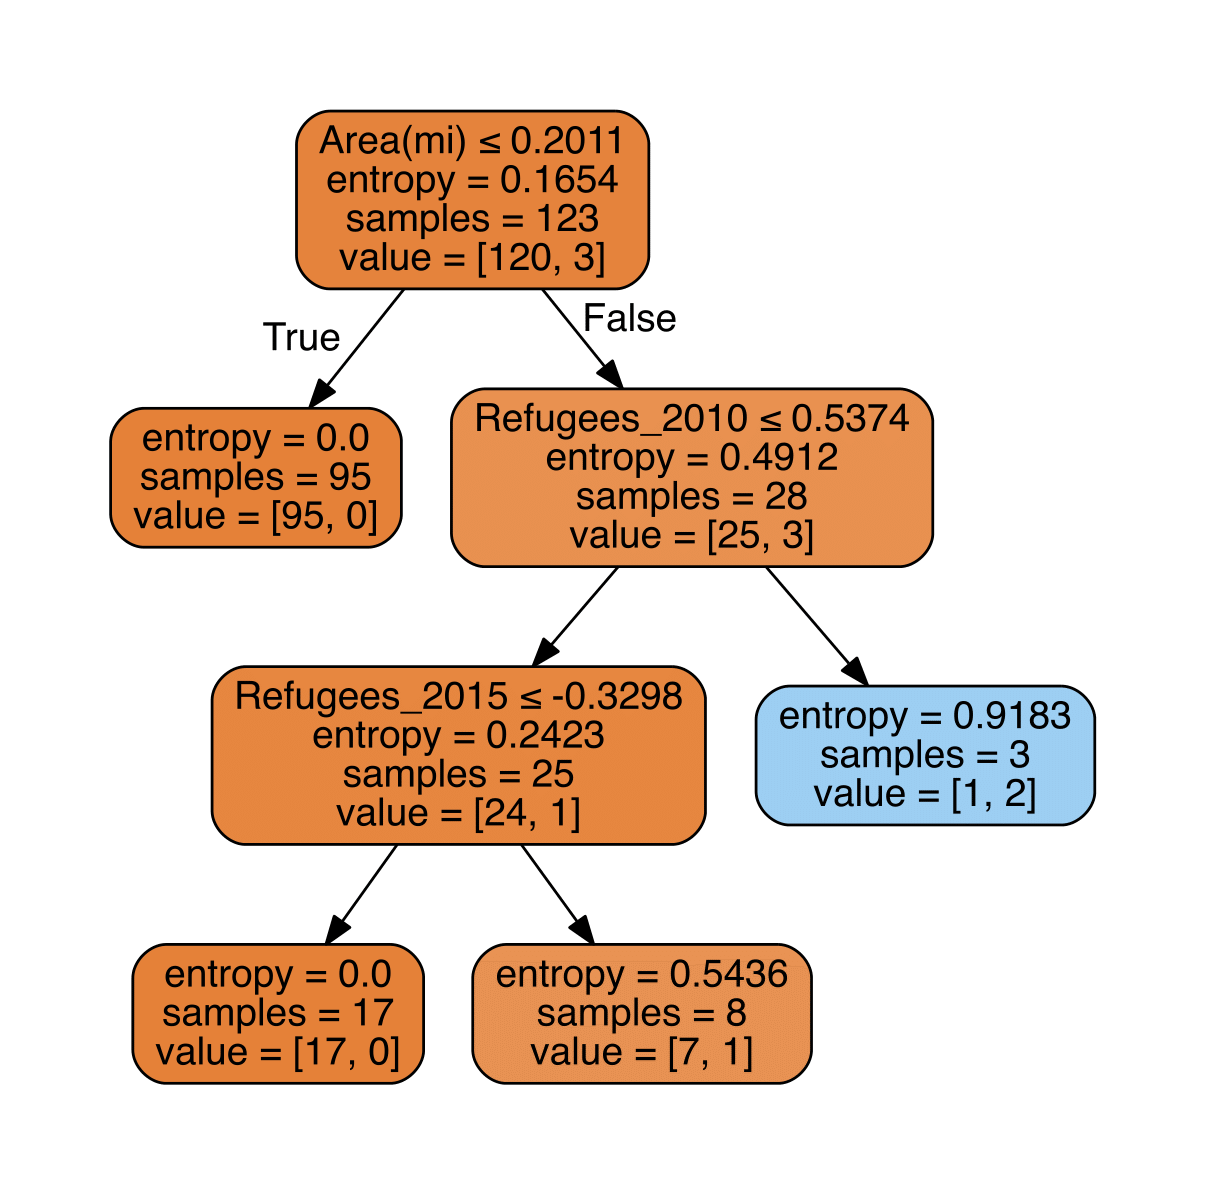 Area(mi) ≤ 0.2011
entropy = 0.1654
samples = 123
value = [120, 3]
True
False
entropy = 0.0
samples = 95
value = [95, 0]
Refugees_2010 ≤ 0.5374
entropy = 0.4912
samples = 28
value = [25, 3]
Refugees_2015 ≤ -0.3298
entropy = 0.2423
samples = 25
value = [24, 1]
entropy = 0.9183
samples = 3
value = [1, 2]
entropy = 0.0
samples = 17
value = [17, 0]
entropy = 0.5436
samples = 8
value = [7, 1]